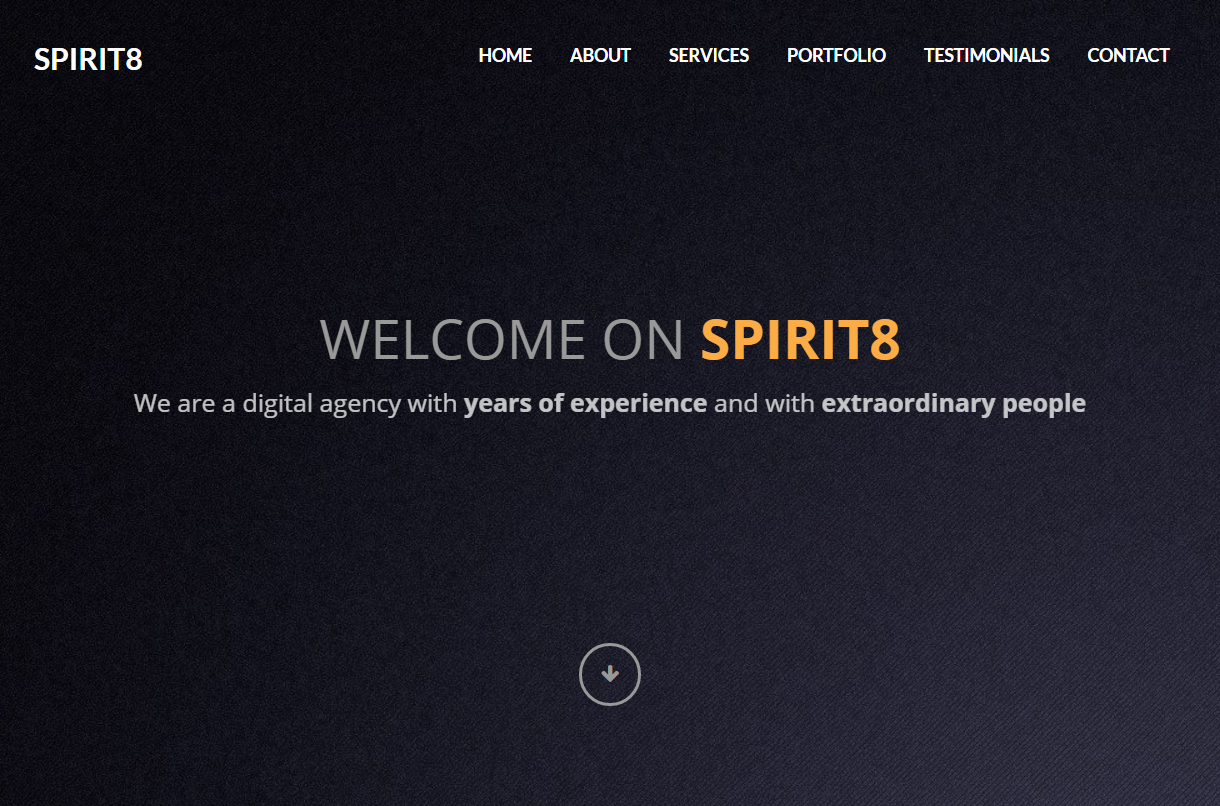 SPIRIT8
HOME ABOUT SERVICES PORTFOLIO TESTIMONIALS CONTACT
WELCOME ON SPIRIT8
We are a digital agency with years of experience and with extraordinary people